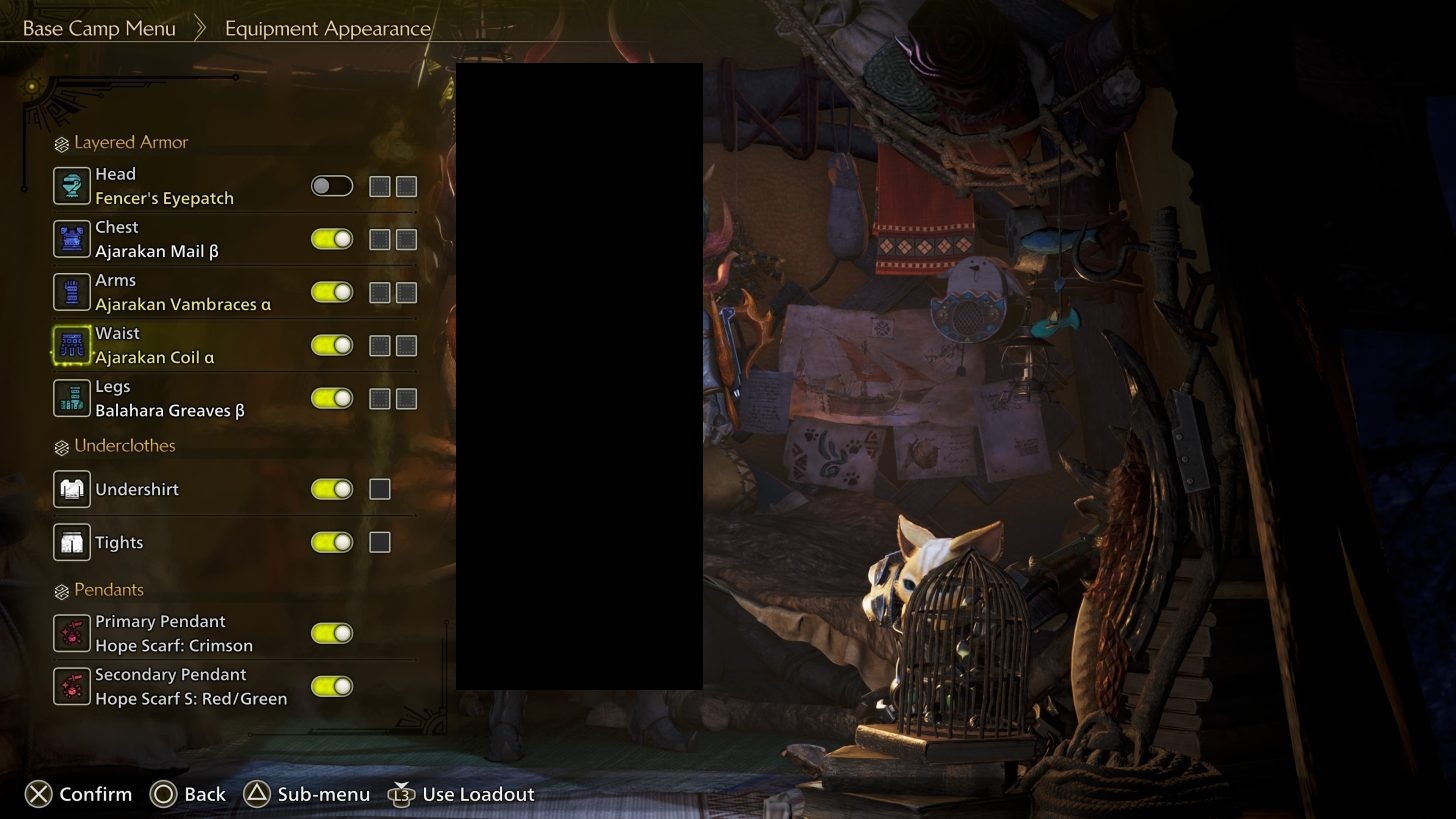 Base Camp Menu
Equipment Appearance
Layered Armor
Head
Fencer's Eyepatch
Chest
Ajarakan Mail β
Arms
Ajarakan Vambraces α
Waist
Ajarakan Coil α
Legs
Balahara Greaves β
Underclothes
Undershirt
Tights
Pendants
Primary Pendant
Hope Scarf: Crimson
Secondary Pendant
Hope Scarf S: Red/Green
Confirm Back Sub-menu L3 Use Loadout